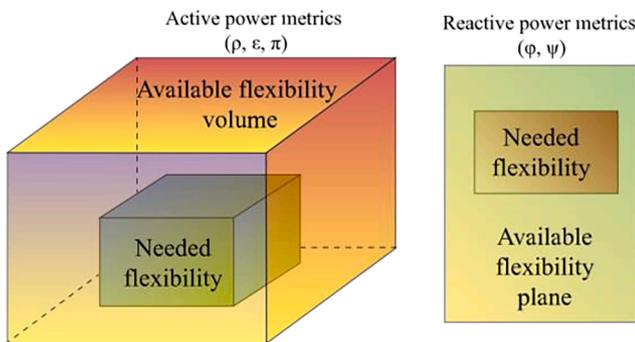 Active power metrics
(ρ, ε, π)
Available flexibility
volume
Needed
flexibility
Reactive power metrics
(φ, ψ)
Needed
flexibility
Available
flexibility
plane